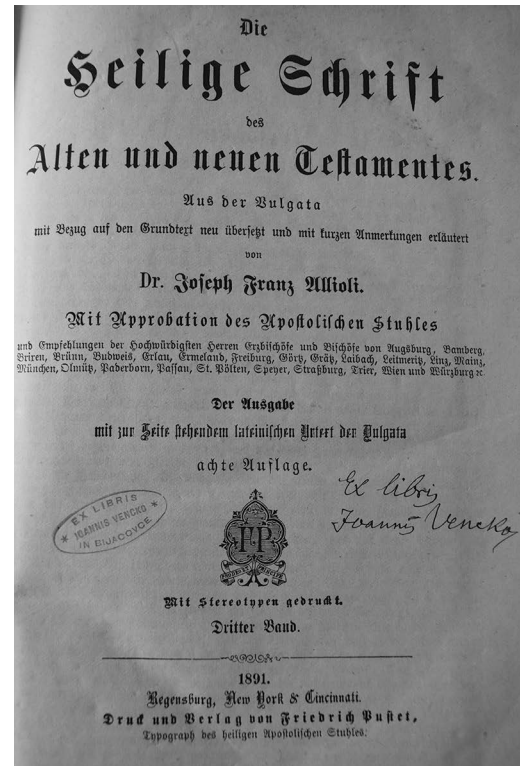 Die
Heilige Schrift
des
Alten und neuen Testamentes.
Aus der Vulgata
mit Bezug auf den Grundtext neu übersetzt und mit kurzen Anmerkungen erläutert
von
Dr. Joseph Franz Allioli.
Mit Approbation des Apostolischen Stuhles
und Empfehlungen der Hochwürdigsten Herren Erzbischöfe und Bischöfe von Augsburg, Bamberg,
Brixen, Brünn, Budweis, Erlau, Ermeland, Freiburg, Görtz, Grätz, Laibach, Leitmeritz, Linz, Mainz,
München, Olmütz, Paderborn, Passau, St. Pölten, Speyer, Straßburg, Trier, Wien und Würzburg ꝛc.
Der Ausgabe
mit zur Seite stehendem lateinischen Urtext der Vulgata
achte Auflage.
Ex libris
Joannis Vencko
EX LIBRIS
* JOANNIS VENCKO *
IN BIJACOVCE
FP
Mit Stereotypen gedruckt.
Dritter Band.
1891.
Regensburg, New York & Cincinnati.
Druck und Verlag von Friedrich Pustet,
Typograph des heiligen Apostolischen Stuhles.